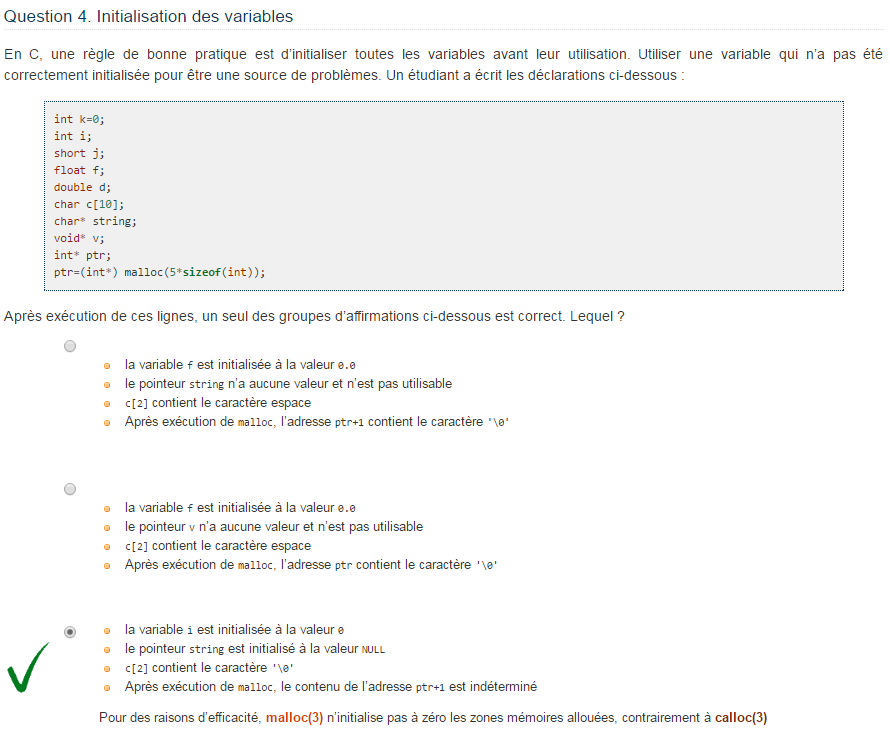 Question 4. Initialisation des variables
En C, une règle de bonne pratique est d'initialiser toutes les variables avant leur utilisation. Utiliser une variable qui n'a pas été
correctement initialisée pour être une source de problèmes. Un étudiant a écrit les déclarations ci-dessous :
int k=0;
int i;
short j;
float f;
double d;
char c[10];
char* string;
void* v;
int* ptr;
ptr=(int*) malloc(5*sizeof(int));
Après exécution de ces lignes, un seul des groupes d'affirmations ci-dessous est correct. Lequel ?
la variable f est initialisée à la valeur 0.0
le pointeur string n'a aucune valeur et n'est pas utilisable
c[2] contient le caractère espace
Après exécution de malloc, l'adresse ptr+1 contient le caractère '\0'
la variable f est initialisée à la valeur 0.0
le pointeur v n'a aucune valeur et n'est pas utilisable
c[2] contient le caractère espace
Après exécution de malloc, l'adresse ptr contient le caractère '\0'
la variable i est initialisée à la valeur 0
le pointeur string est initialisé à la valeur NULL
c[2] contient le caractère '\0'
Après exécution de malloc, le contenu de l'adresse ptr+1 est indéterminé
Pour des raisons d'efficacité, malloc(3) n'initialise pas à zéro les zones mémoires allouées, contrairement à calloc(3)